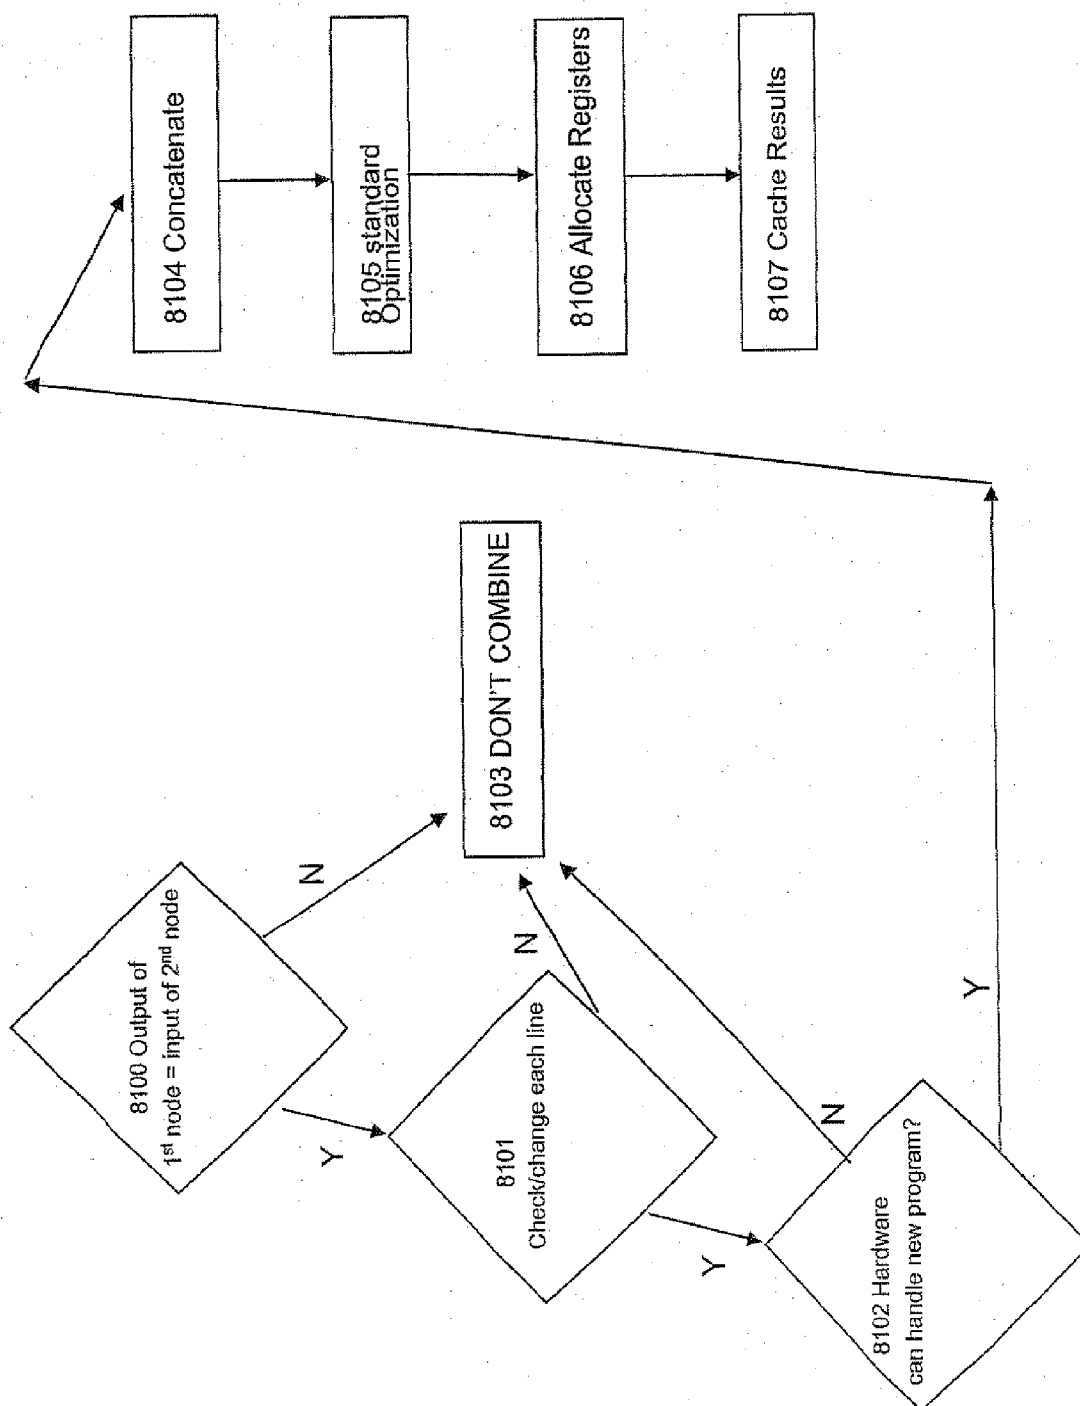 8100 Output of
1st node = input of 2nd node
N
Y
8101
Check/change each line
N
Y
8102 Hardware
can handle new program?
N
Y
8103 DON'T COMBINE
8104 Concatenate
8105 standard
Optimization
8106 Allocate Registers
8107 Cache Results